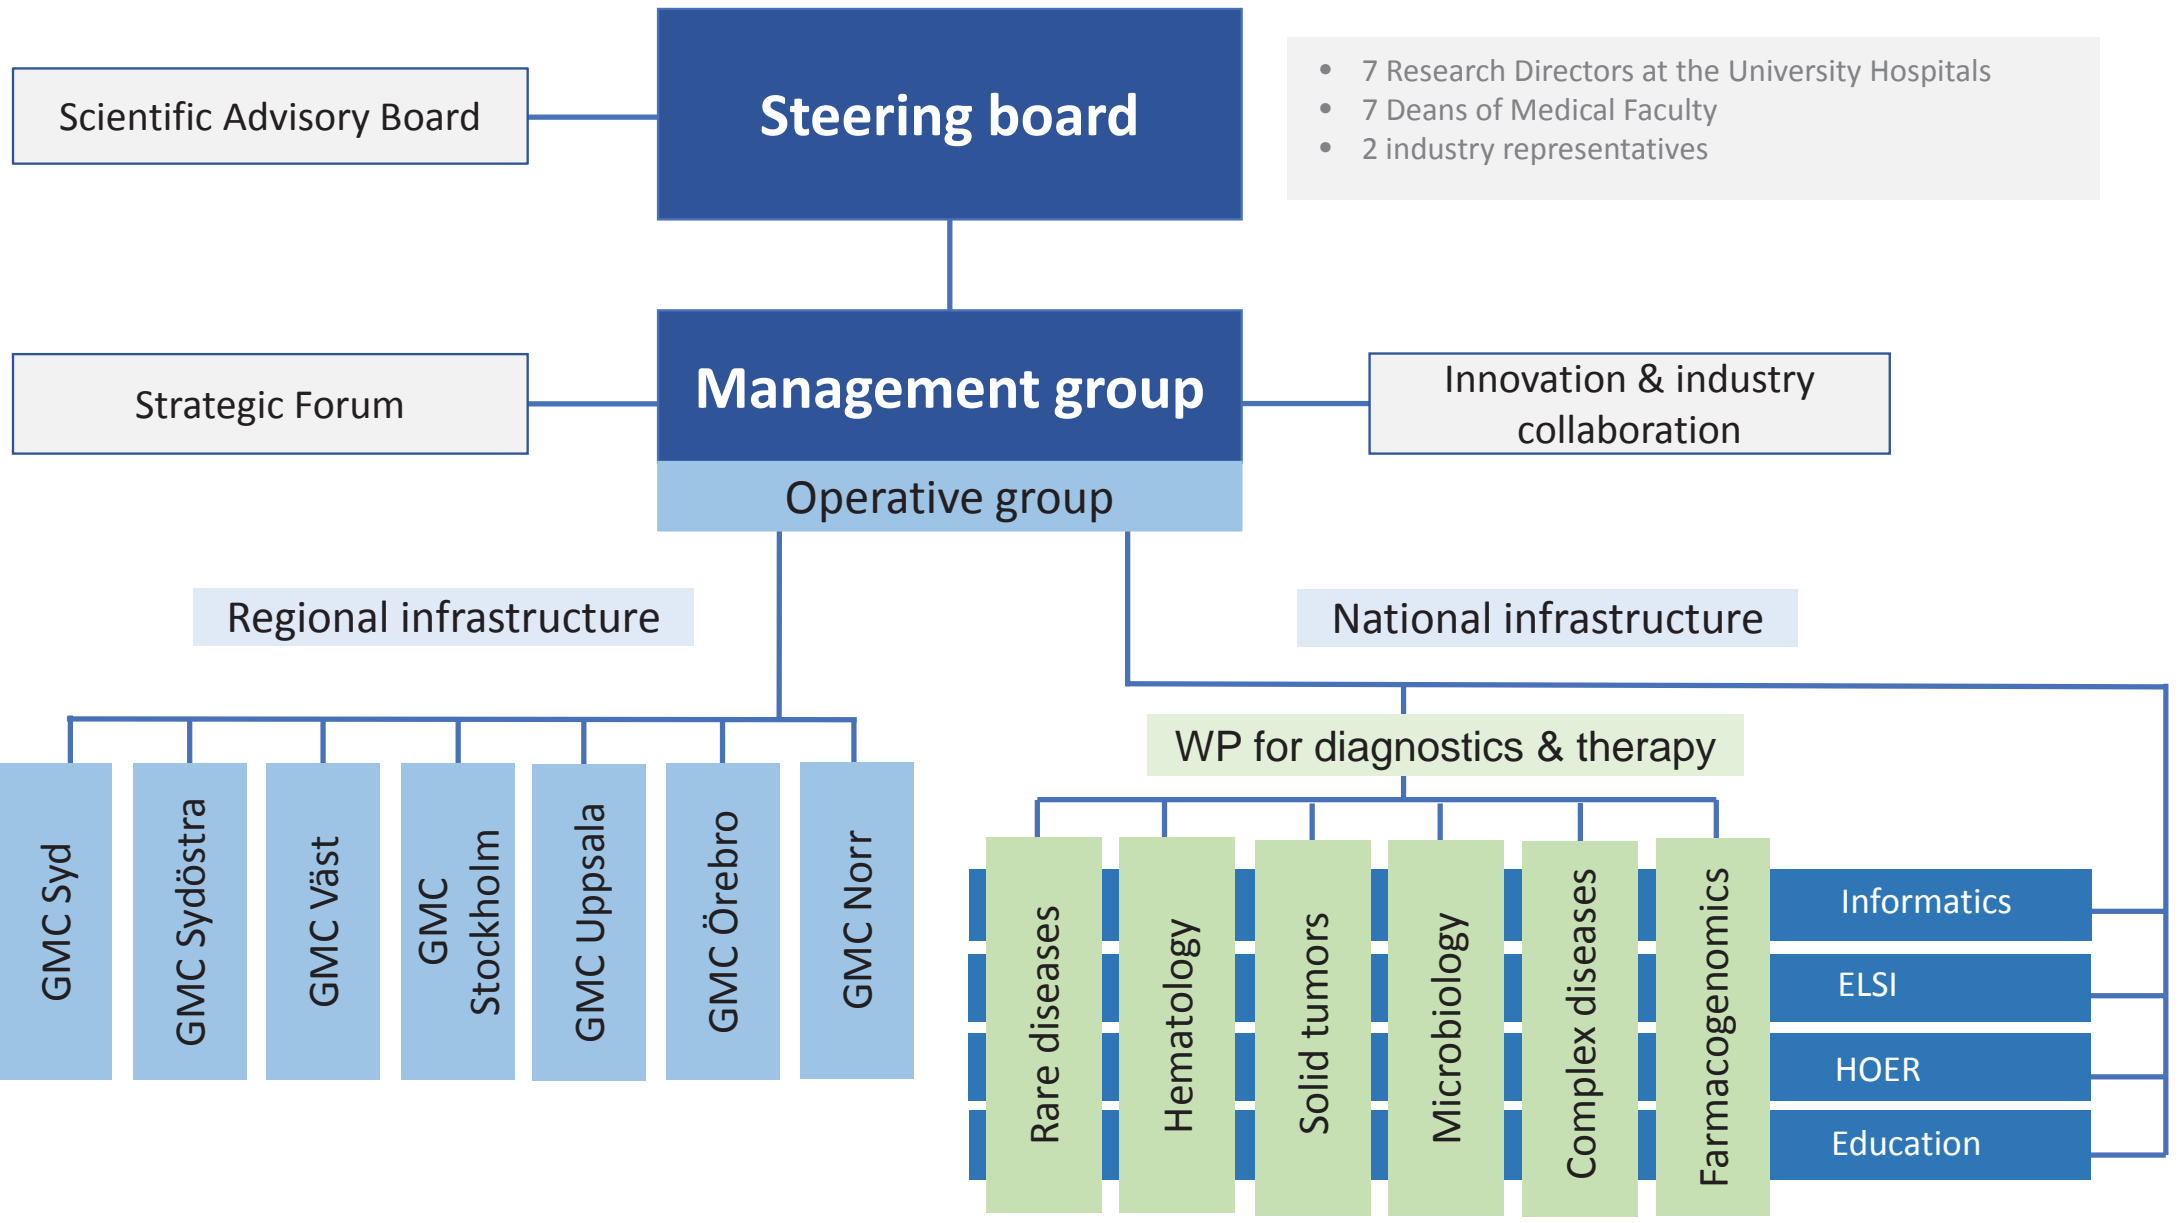 Scientific Advisory Board
Steering board
• 7 Research Directors at the University Hospitals
• 7 Deans of Medical Faculty
• 2 industry representatives
Strategic Forum
Management group
Innovation & industry
collaboration
Operative group
Regional infrastructure
National infrastructure
WP for diagnostics & therapy
GMC Syd
GMC Sydöstra
GMC Väst
GMC
Stockholm
GMC Uppsala
GMC Örebro
GMC Norr
Rare diseases
Hematology
Solid tumors
Microbiology
Complex diseases
Farmacogenomics
Informatics
ELSI
HOER
Education